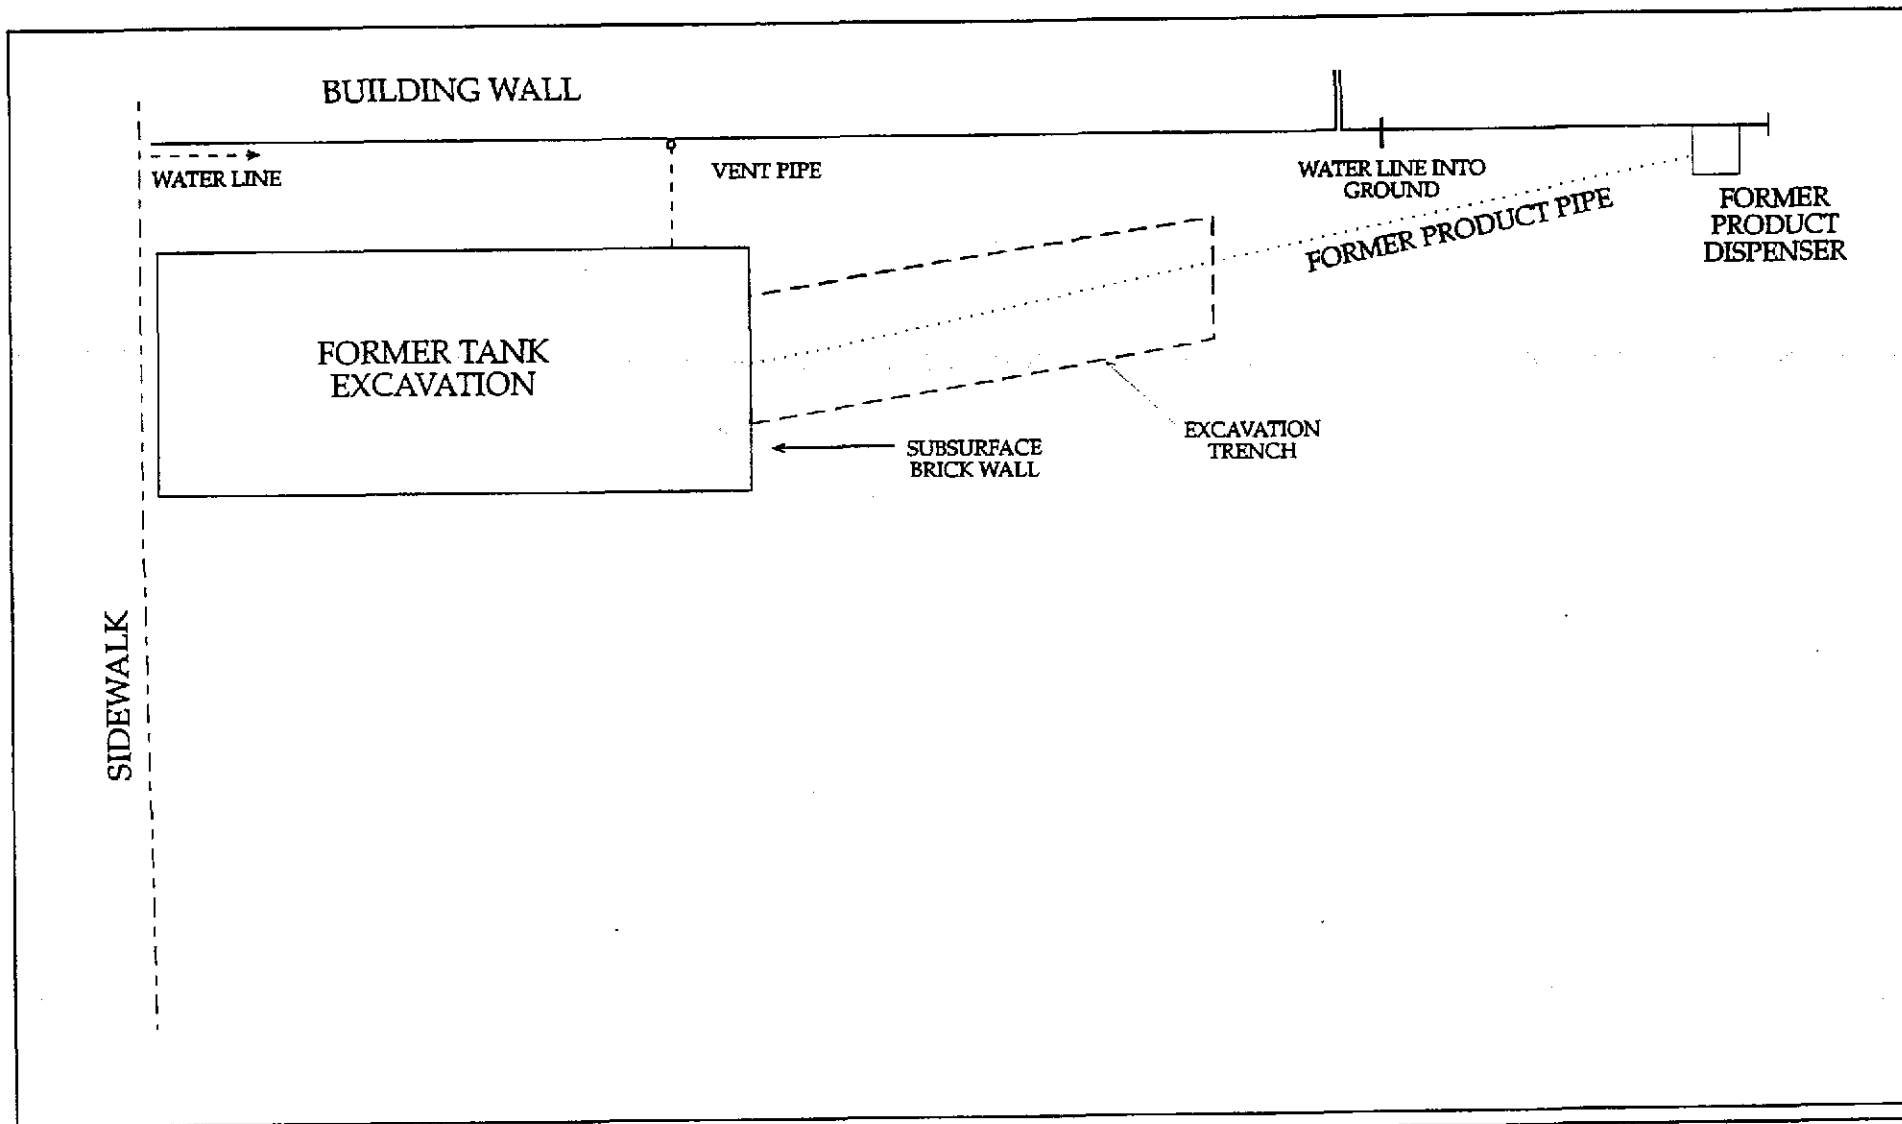 BUILDING WALL
WATER LINE
VENT PIPE
WATER LINE INTO
GROUND
FORMER PRODUCT PIPE
FORMER
PRODUCT
DISPENSER
FORMER TANK
EXCAVATION
EXCAVATION
TRENCH
SUBSURFACE
BRICK WALL
SIDEWALK